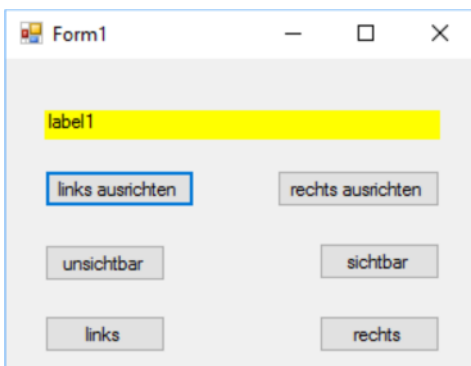 Form1
label1
links ausrichten rechts ausrichten
unsichtbar sichtbar
links rechts